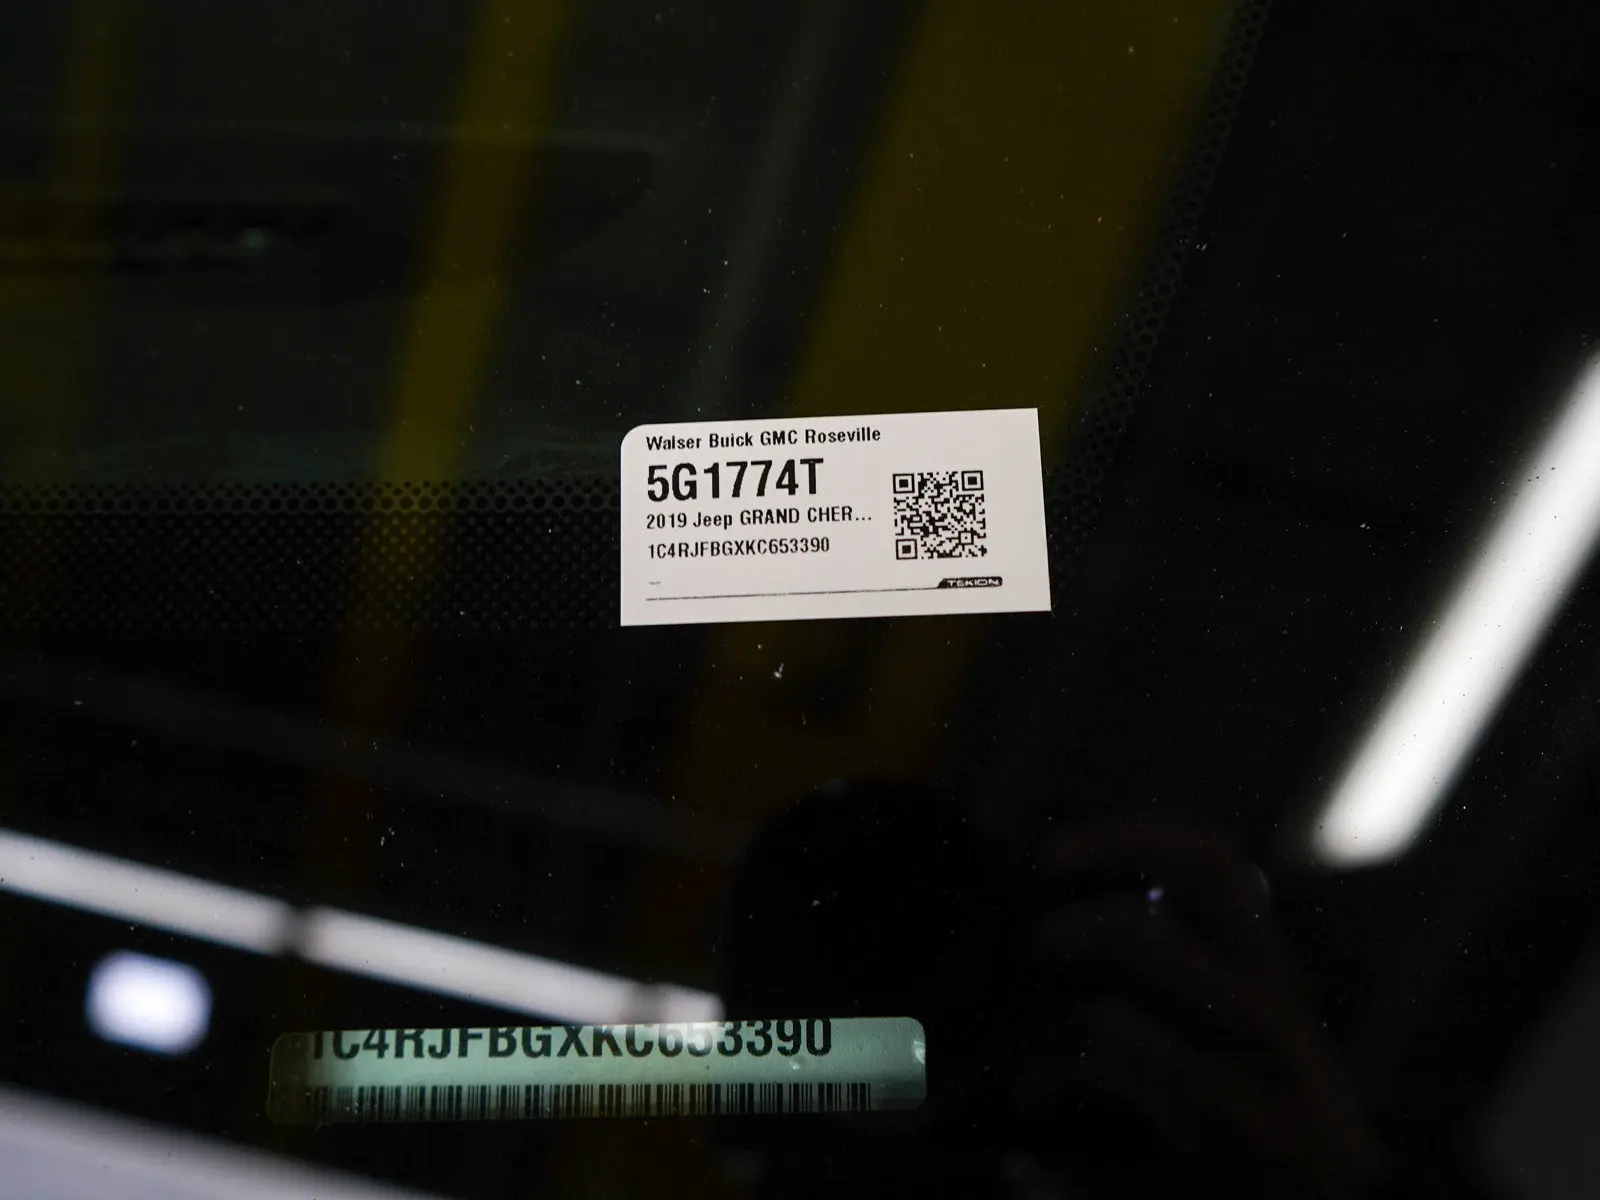 Walser Buick GMC Roseville
5G1774T
2019 Jeep GRAND CHER...
1C4RJFBGXKC653390
TEKION
1C4RJFBGXKC653390